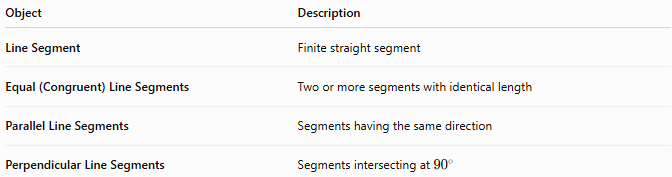 Object Description
Line Segment Finite straight segment
Equal (Congruent) Line Segments Two or more segments with identical length
Parallel Line Segments Segments having the same direction
Perpendicular Line Segments Segments intersecting at 90°